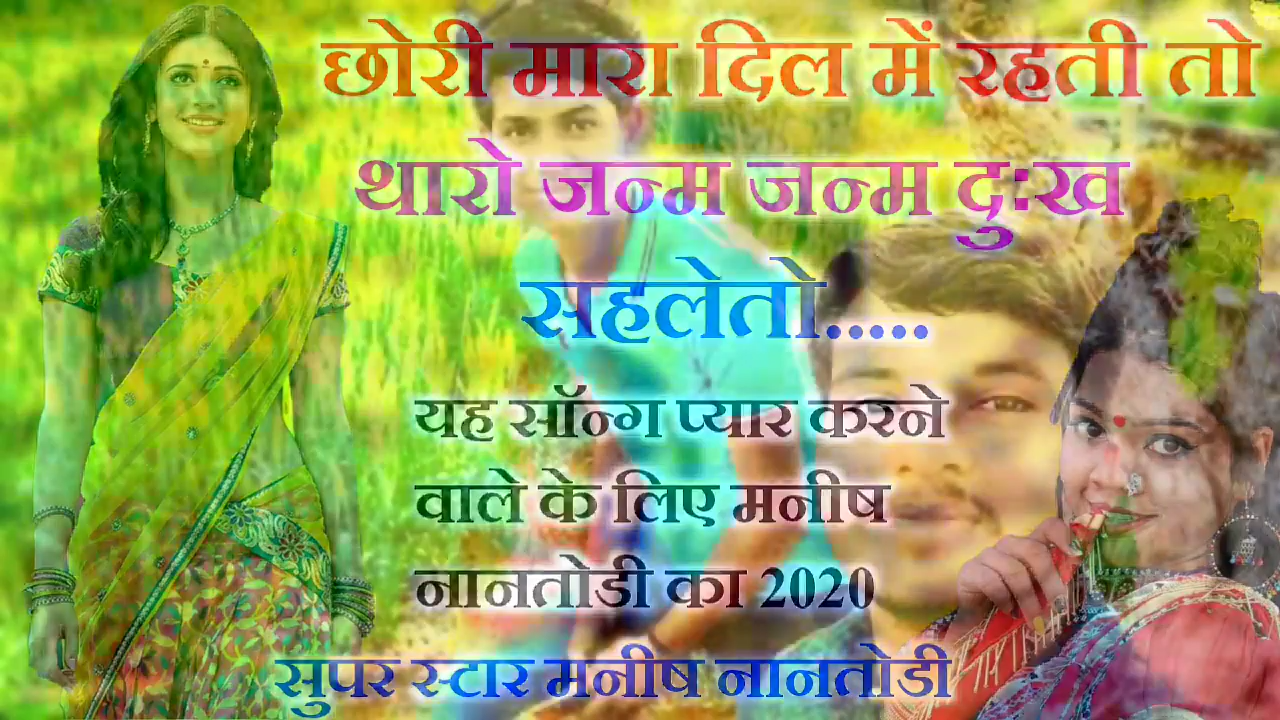 छोरी मारा दिल में रहती तो
थारो जन्म जन्म दुःख
सहलेतो.....
यह सॉन्ग प्यार करने
वाले के लिए मनीष
नानतोडी का 2020
सुपर स्टार मनीष नानतोडी